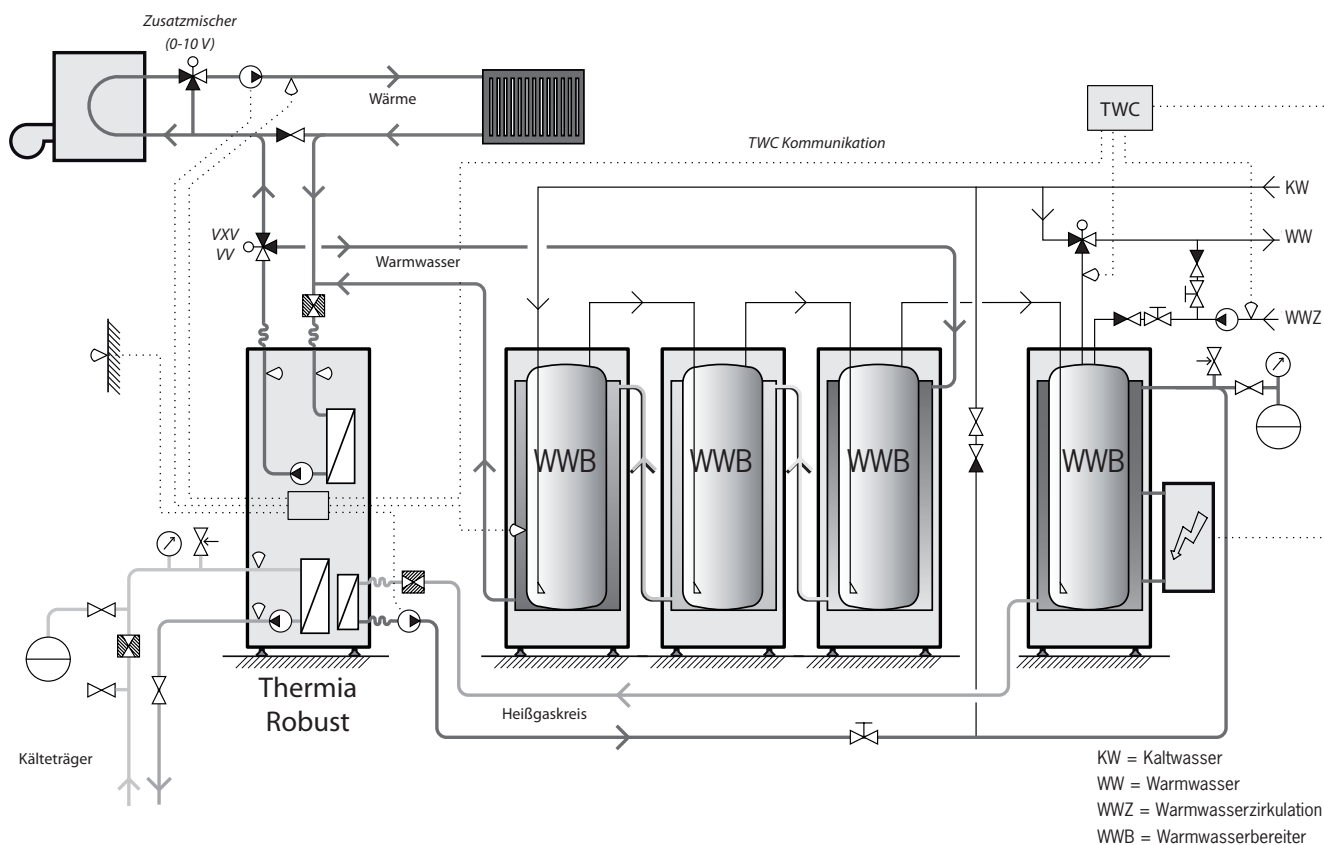 Zusatzmischer
(0-10 V)
Wärme
TWC
TWC Kommunikation
KW
VXV
VV
WW
Warmwasser
WWZ
WWB
WWB
WWB
WWB
Thermia
Robust
Heißgaskreis
Kälteträger
KW = Kaltwasser
WW = Warmwasser
WWZ = Warmwasserzirkulation
WWB = Warmwasserbereiter